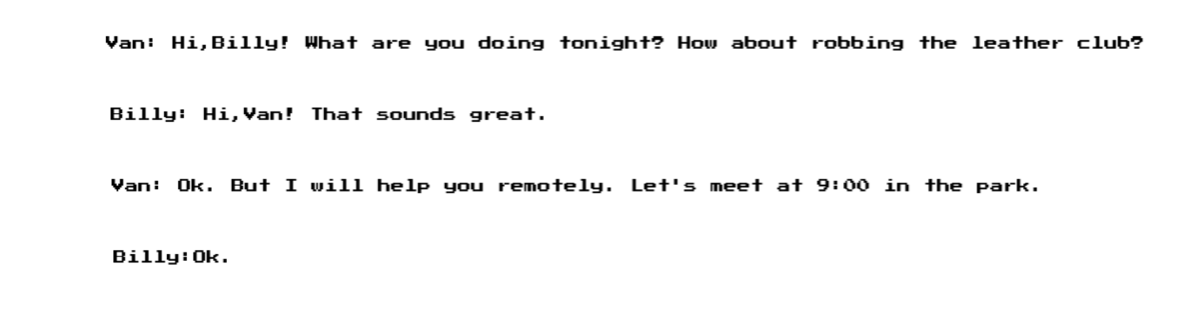 Van: Hi,Billy! What are you doing tonight? How about robbing the leather club?
Billy: Hi,Van! That sounds great.
Van: Ok. But I will help you remotely. Let's meet at 9:00 in the park.
Billy:Ok.